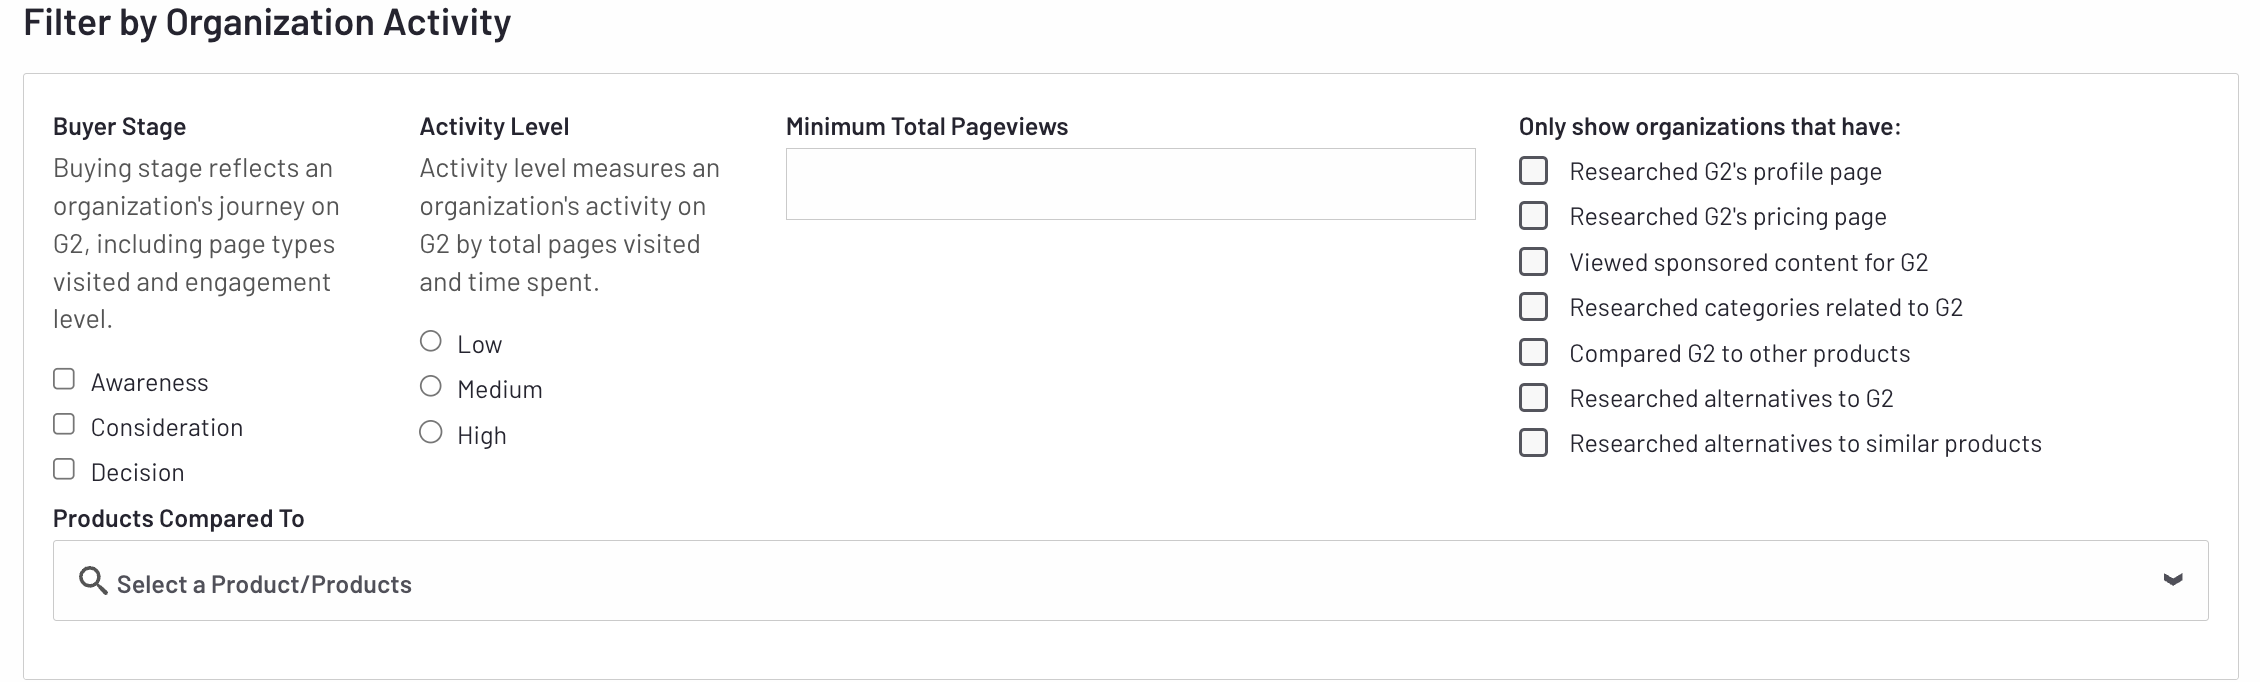 Filter by Organization Activity
Buyer Stage
Buying stage reflects an
organization's journey on
G2, including page types
visited and engagement
level.
Awareness
Consideration
Decision
Activity Level
Activity level measures an
organization's activity on
G2 by total pages visited
and time spent.
Low
Medium
High
Minimum Total Pageviews
Only show organizations that have:
Researched G2's profile page
Researched G2's pricing page
Viewed sponsored content for G2
Researched categories related to G2
Compared G2 to other products
Researched alternatives to G2
Researched alternatives to similar products
Products Compared To
Select a Product/Products